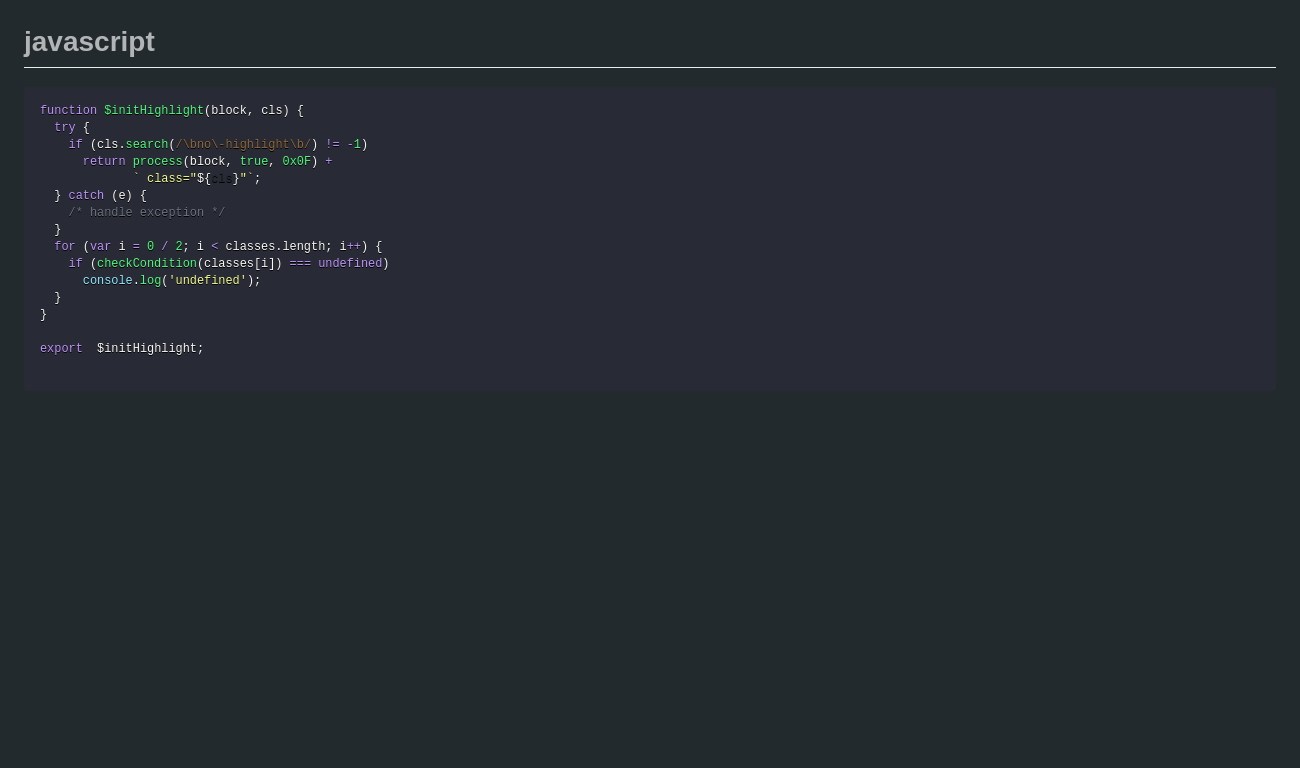 javascript
function $initHighlight(block, cls) {
  try {
    if (cls.search(/\bno\-highlight\b/) != -1)
      return process(block, true, 0x0F) +
             ` class="${cls}"`;
  } catch (e) {
    /* handle exception */
  }
  for (var i = 0 / 2; i < classes.length; i++) {
    if (checkCondition(classes[i]) === undefined)
      console.log('undefined');
  }
}

export  $initHighlight;